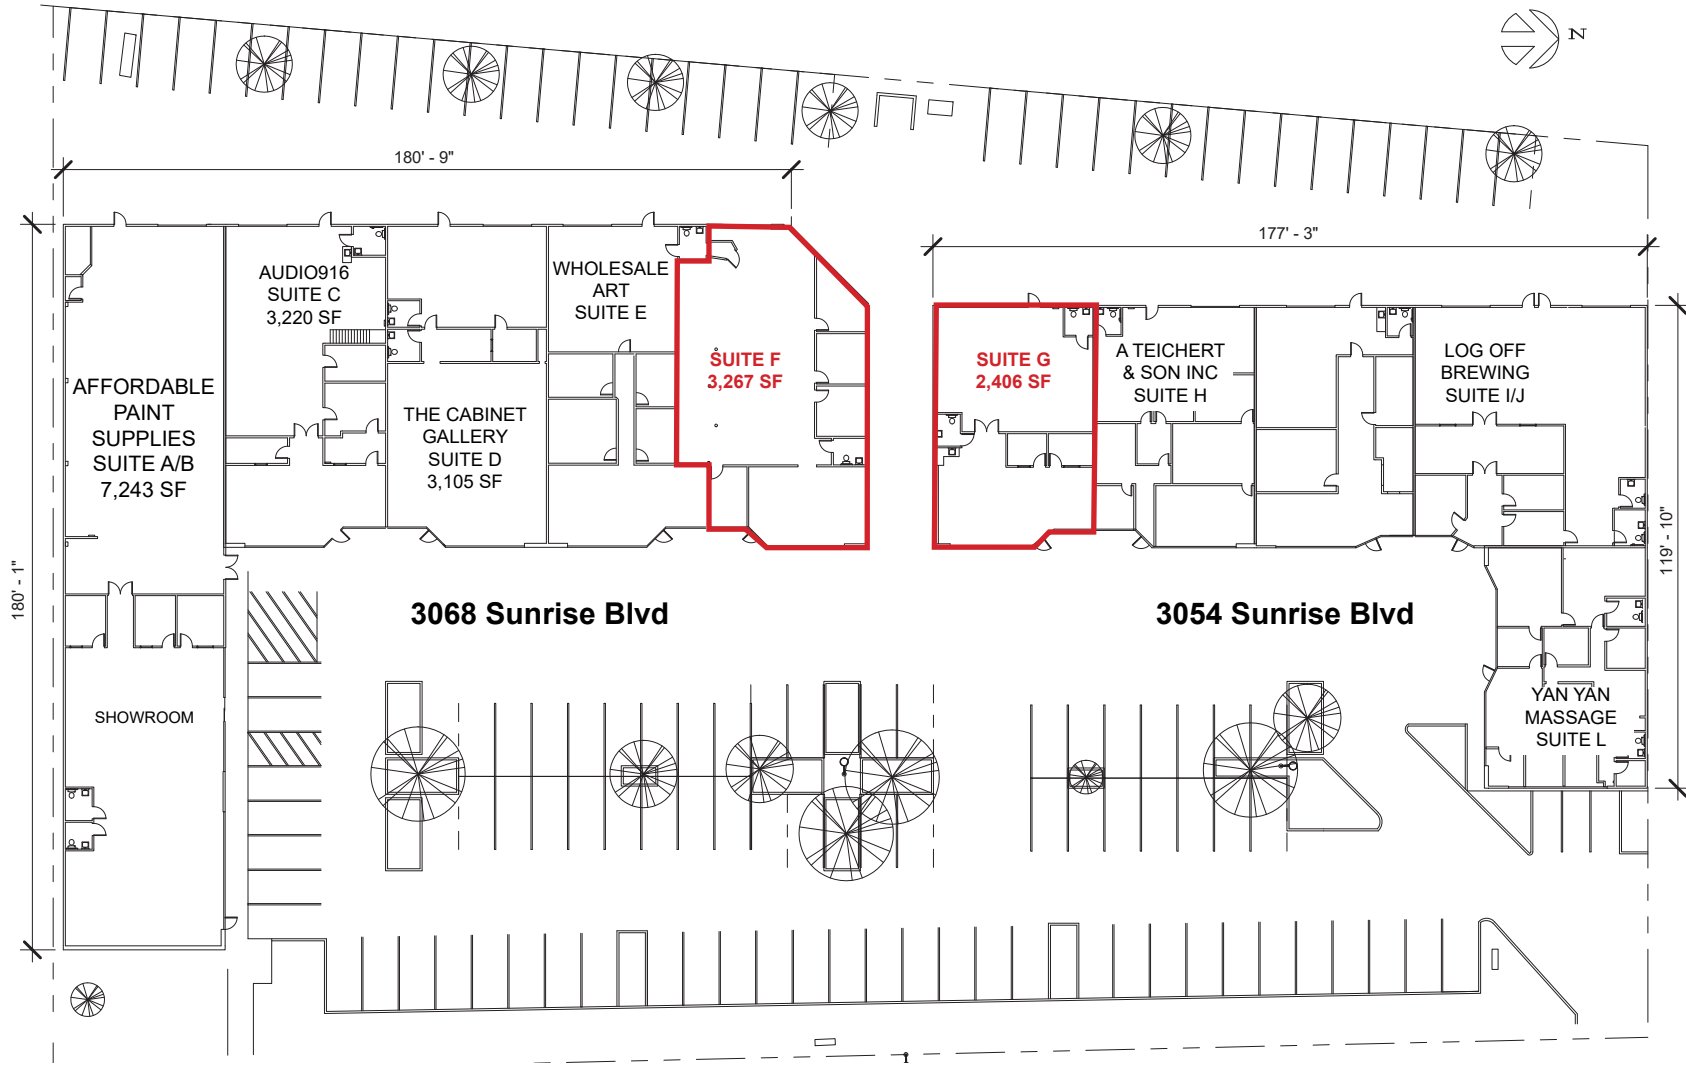 N
180' - 9"
177' - 3"
AUDIO916
SUITE C
3,220 SF
WHOLESALE
ART
SUITE E
SUITE F
3,267 SF
SUITE G
2,406 SF
A TEICHERT
& SON INC
SUITE H
LOG OFF
BREWING
SUITE I/J
AFFORDABLE
PAINT
SUPPLIES
SUITE A/B
7,243 SF
THE CABINET
GALLERY
SUITE D
3,105 SF
180' - 1"
119' - 10"
3068 Sunrise Blvd
3054 Sunrise Blvd
SHOWROOM
YAN YAN
MASSAGE
SUITE L